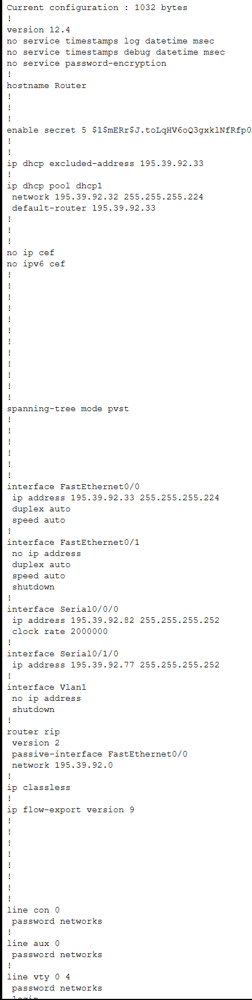 Current configuration : 1032 bytes
!
version 12.4
no service timestamps log datetime msec
no service timestamps debug datetime msec
no service password-encryption
!
hostname Router
!
!
!
enable secret 5 $1$mERr$J.toLqHV6oQ3gxklNfRfp0
!
!
ip dhcp excluded-address 195.39.92.33
!
ip dhcp pool dhcp1
 network 195.39.92.32 255.255.255.224
 default-router 195.39.92.33
!
!
!
no ip cef
no ipv6 cef
!
!
!
!
!
!
!
!
!
!
!
!
spanning-tree mode pvst
!
!
!
!
!
!
interface FastEthernet0/0
 ip address 195.39.92.33 255.255.255.224
 duplex auto
 speed auto
!
interface FastEthernet0/1
 no ip address
 duplex auto
 speed auto
 shutdown
!
interface Serial0/0/0
 ip address 195.39.92.82 255.255.255.252
 clock rate 2000000
!
interface Serial0/1/0
 ip address 195.39.92.77 255.255.255.252
!
interface Vlan1
 no ip address
 shutdown
!
router rip
 version 2
 passive-interface FastEthernet0/0
 network 195.39.92.0
!
ip classless
!
ip flow-export version 9
!
!
!
!
!
!
!
!
line con 0
 password networks
!
line aux 0
 password networks
!
line vty 0 4
 password networks
 login